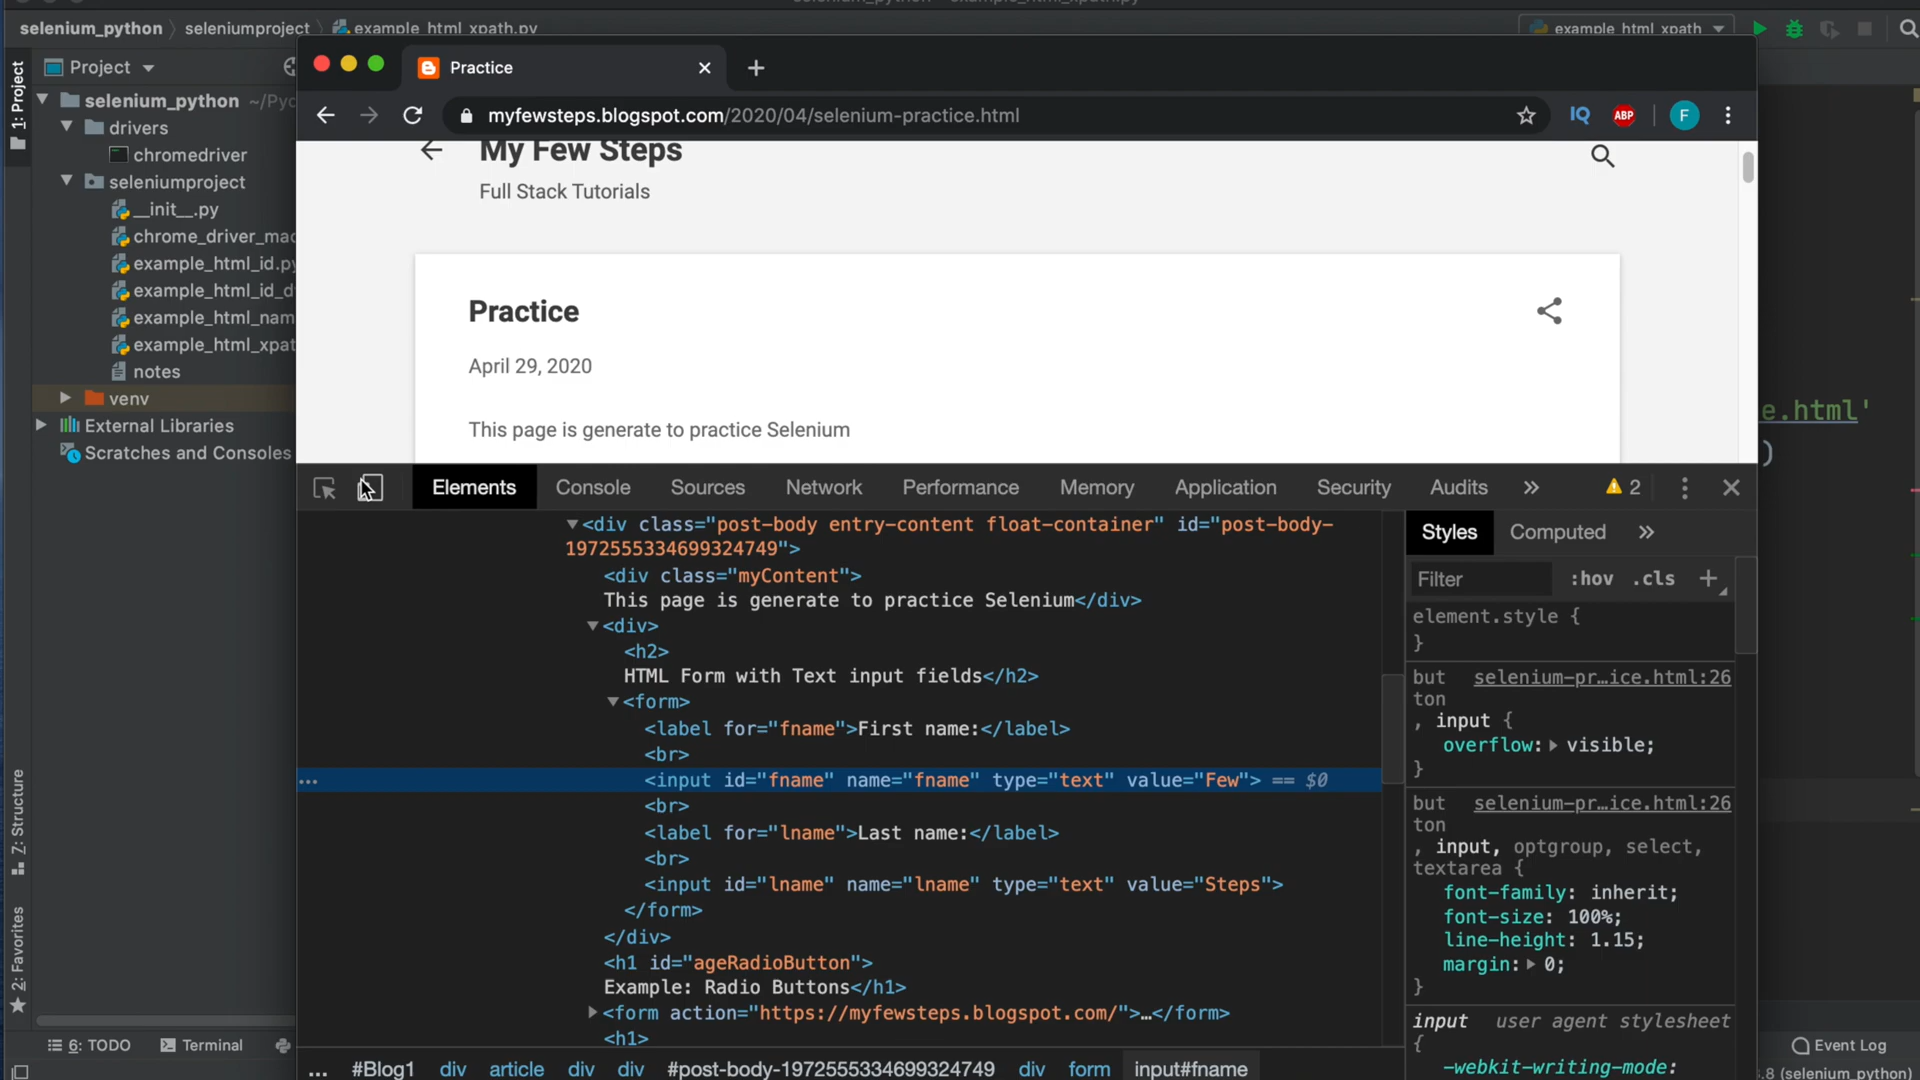 selenium_python
seleniumproject
example_html_xpath.py
example_html_xpath
1: Project
Project
selenium_python ~/Pyc
drivers
chromedriver
seleniumproject
__init__.py
chrome_driver_mac
example_html_id.py
example_html_id_d
example_html_nam
example_html_xpat
notes
venv
External Libraries
Scratches and Consoles
Z: Structure
2: Favorites
6: TODO
Terminal
Practice
myfewsteps.blogspot.com/2020/04/selenium-practice.html
IQ
ABP
F
My Few Steps
Full Stack Tutorials
Practice
April 29, 2020
This page is generate to practice Selenium
e.html'
)
Elements
Console
Sources
Network
Performance
Memory
Application
Security
Audits
2
<div class="post-body entry-content float-container" id="post-body-
1972555334699324749">
<div class="myContent">
This page is generate to practice Selenium</div>
<div>
<h2>
HTML Form with Text input fields</h2>
<form>
<label for="fname">First name:</label>
<br>
<input id="fname" name="fname" type="text" value="Few"> == $0
<br>
<label for="lname">Last name:</label>
<br>
<input id="lname" name="lname" type="text" value="Steps">
</form>
</div>
<h1 id="ageRadioButton">
Example: Radio Buttons</h1>
<form action="https://myfewsteps.blogspot.com/">…</form>
<h1>
... #Blog1 div article div div #post-body-1972555334699324749 div form input#fname
Styles
Computed
Filter
:hov .cls +
element.style {
}
but selenium-pr…ice.html:26
ton
, input {
overflow: visible;
}
but selenium-pr…ice.html:26
ton
, input, optgroup, select,
textarea {
font-family: inherit;
font-size: 100%;
line-height: 1.15;
margin: 0;
}
input user agent stylesheet
{
-webkit-writing-mode:
Event Log
3.8 (selenium_python)